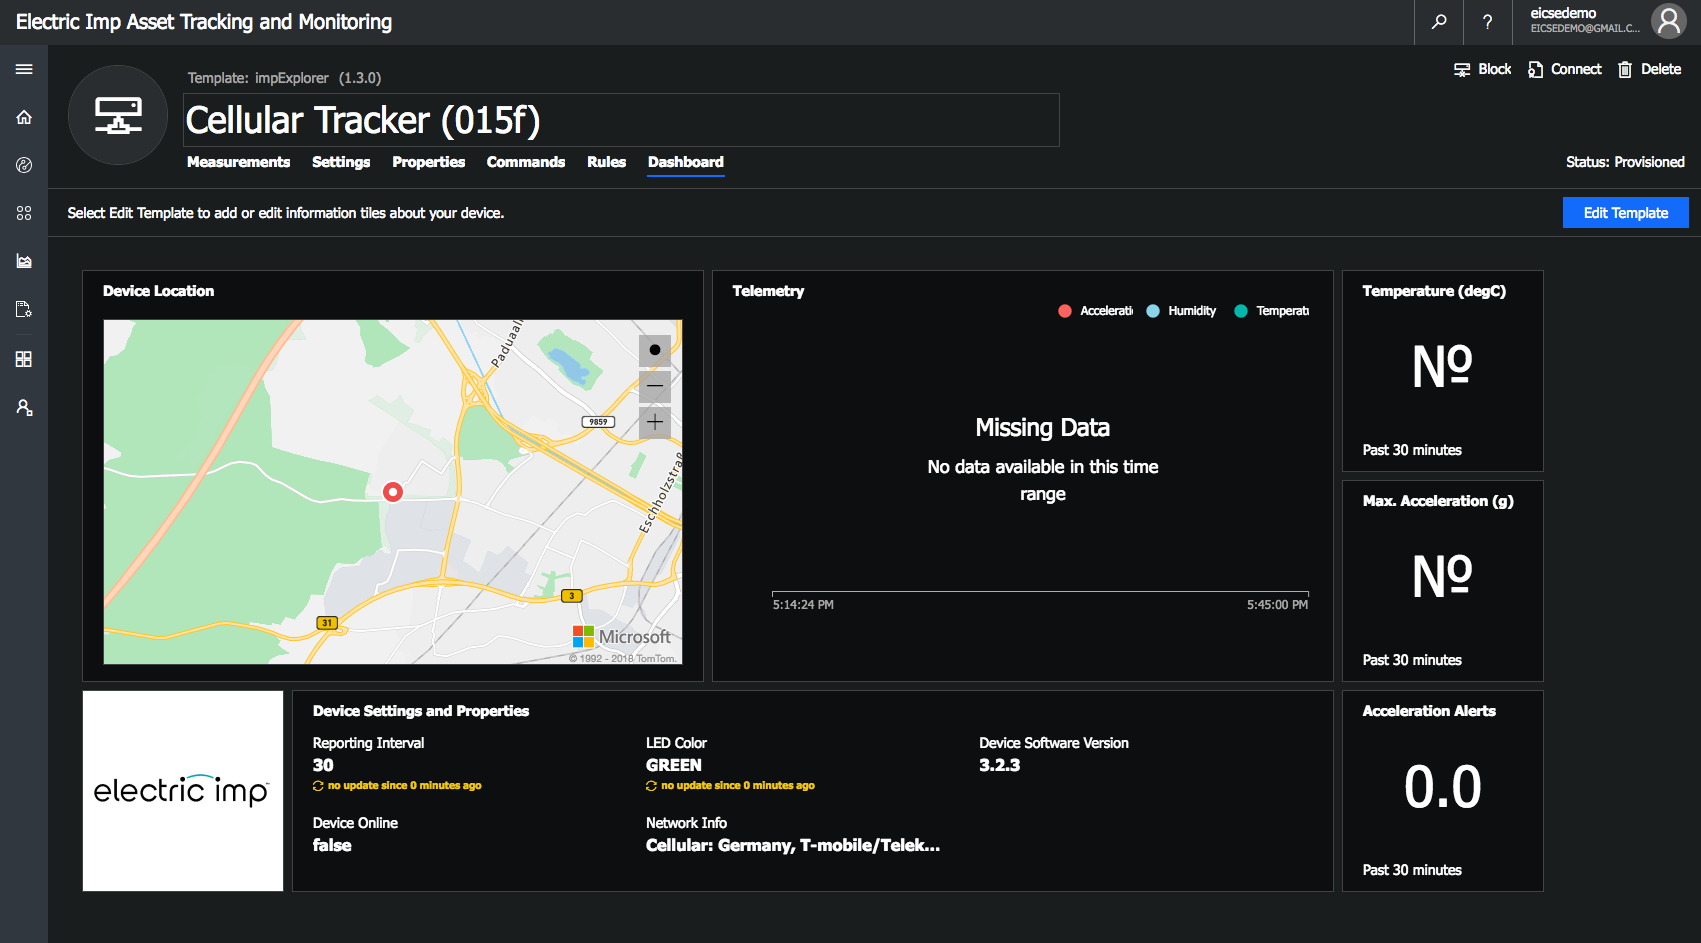 Electric Imp Asset Tracking and Monitoring
?
eicsedemo
EICSEDEMO@GMAIL.C...
Template: impExplorer (1.3.0)
Block
Connect
Delete
Cellular Tracker (015f)
Measurements
Settings
Properties
Commands
Rules
Dashboard
Status: Provisioned
Select Edit Template to add or edit information tiles about your device.
Edit Template
Device Location
Paduaall
9859
Eschholzstraß
3
31
Microsoft
© 1992 - 2018 TomTom.
Telemetry
Accelerati
Humidity
Temperatu
Missing Data
No data available in this time
range
5:14:24 PM
5:45:00 PM
Temperature (degC)
Nº
Past 30 minutes
Max. Acceleration (g)
Nº
Past 30 minutes
electric imp™
Device Settings and Properties
Reporting Interval
30
no update since 0 minutes ago
LED Color
GREEN
no update since 0 minutes ago
Device Software Version
3.2.3
Device Online
false
Network Info
Cellular: Germany, T-mobile/Telek...
Acceleration Alerts
0.0
Past 30 minutes